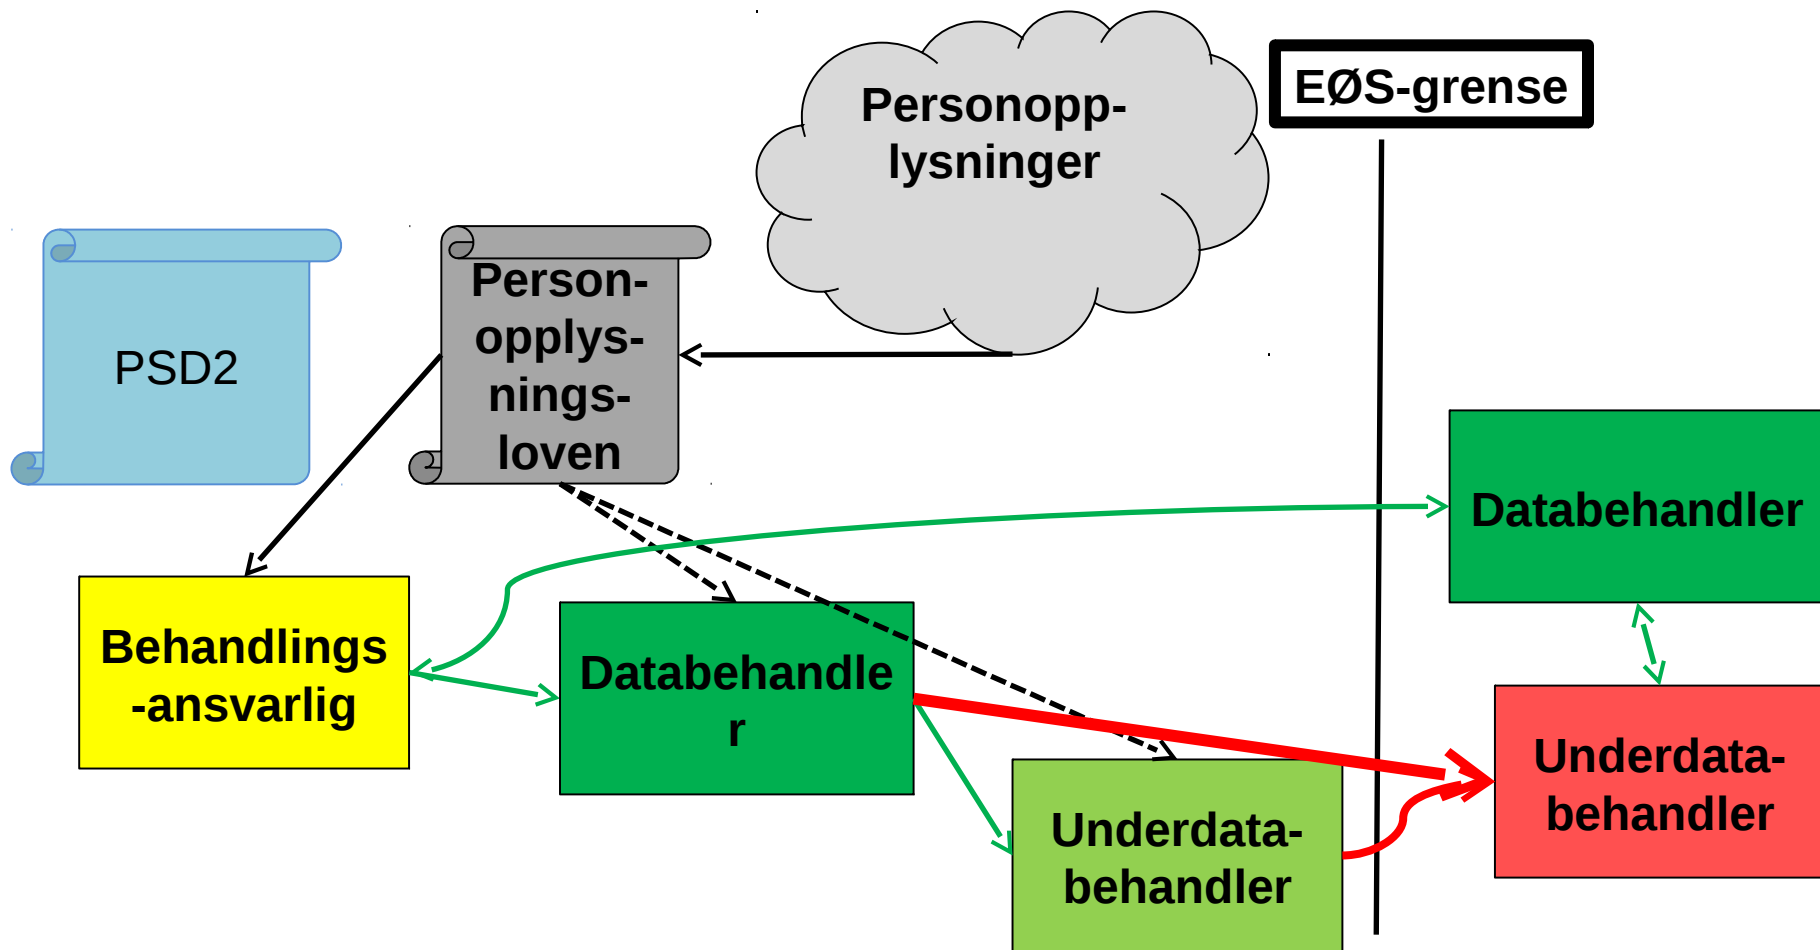 Personopp-
lysninger
EØS-grense
PSD2
Person-
opplys-
nings-
loven
Databehandler
Behandlings
-ansvarlig
Databehandle
r
Underdata-
behandler
Underdata-
behandler